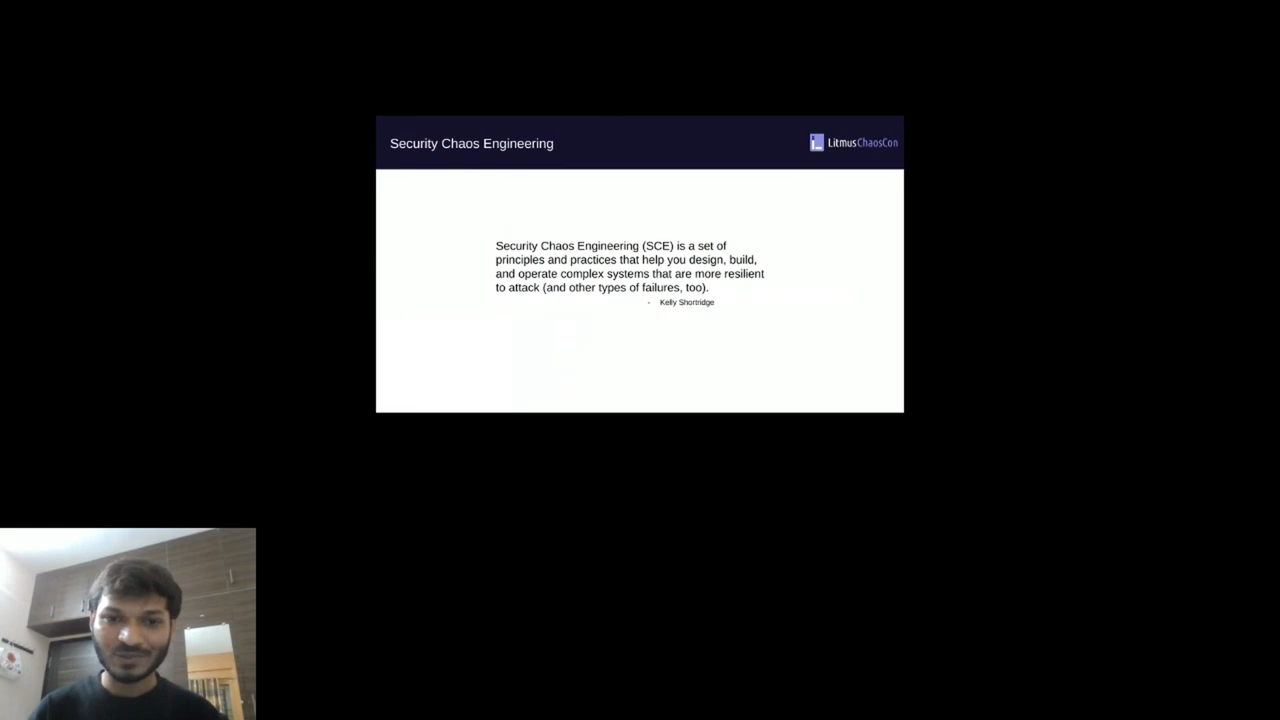 Security Chaos Engineering
LitmusChaosCon
Security Chaos Engineering (SCE) is a set of
principles and practices that help you design, build,
and operate complex systems that are more resilient
to attack (and other types of failures, too).
- Kelly Shortridge